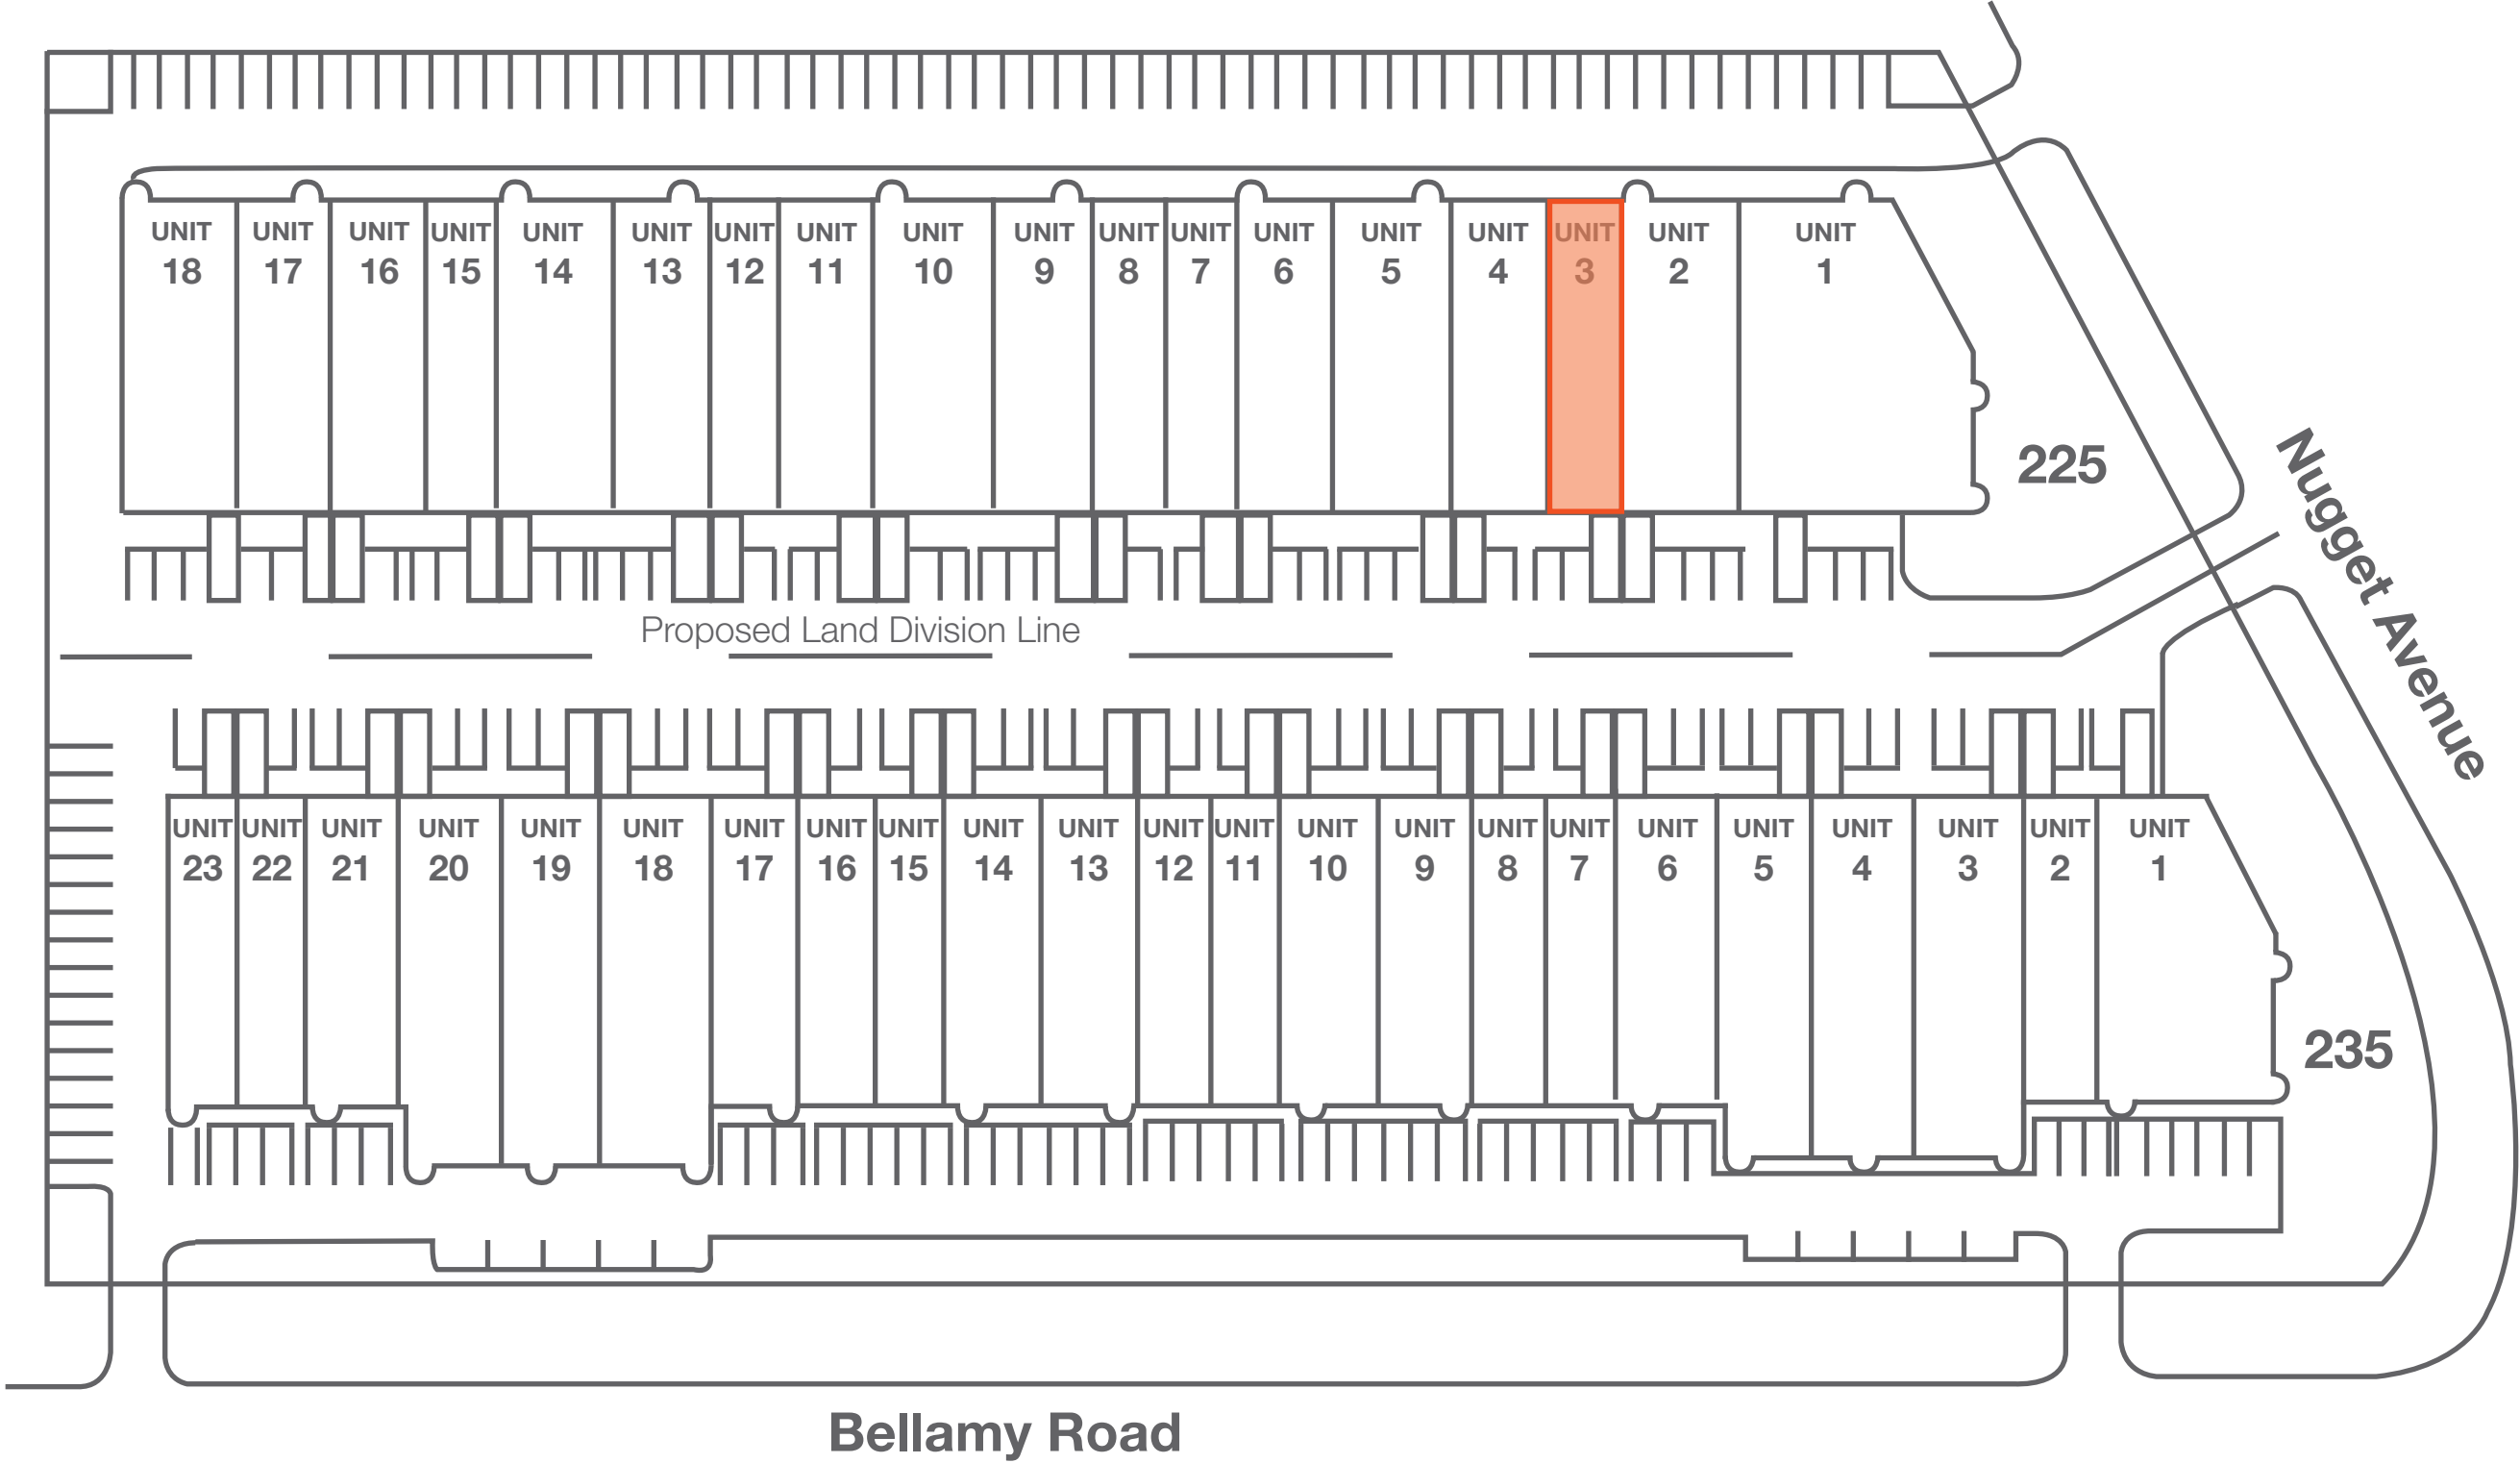 UNIT UNIT UNIT UNIT UNIT UNIT UNIT UNIT UNIT UNIT UNIT UNIT UNIT UNIT UNIT UNIT UNIT UNIT
18 17 16 15 14 13 12 11 10 9 8 7 6 5 4 3 2 1
225
Nugget Avenue
Proposed Land Division Line
UNIT UNIT UNIT UNIT UNIT UNIT UNIT UNIT UNIT UNIT UNIT UNIT UNIT UNIT UNIT UNIT UNIT UNIT UNIT UNIT UNIT UNIT UNIT
23 22 21 20 19 18 17 16 15 14 13 12 11 10 9 8 7 6 5 4 3 2 1
235
Bellamy Road